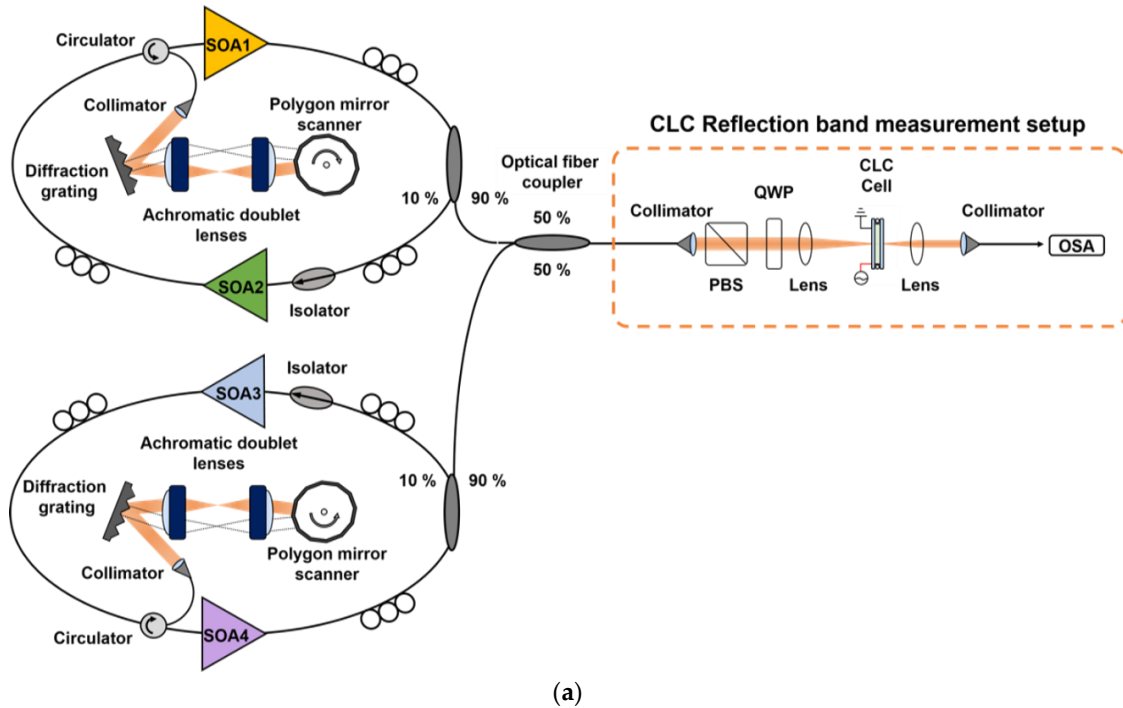 Circulator
SOA1
Collimator
Polygon mirror
scanner
Diffraction
grating
Achromatic doublet
lenses
10 %
90 %
SOA2
Isolator
Optical fiber
coupler
50 %
50 %
CLC Reflection band measurement setup
Collimator
PBS
QWP
Lens
CLC
Cell
Lens
Collimator
OSA
SOA3
Isolator
Achromatic doublet
lenses
10 %
90 %
Diffraction
grating
Polygon mirror
scanner
Collimator
Circulator
SOA4
(a)